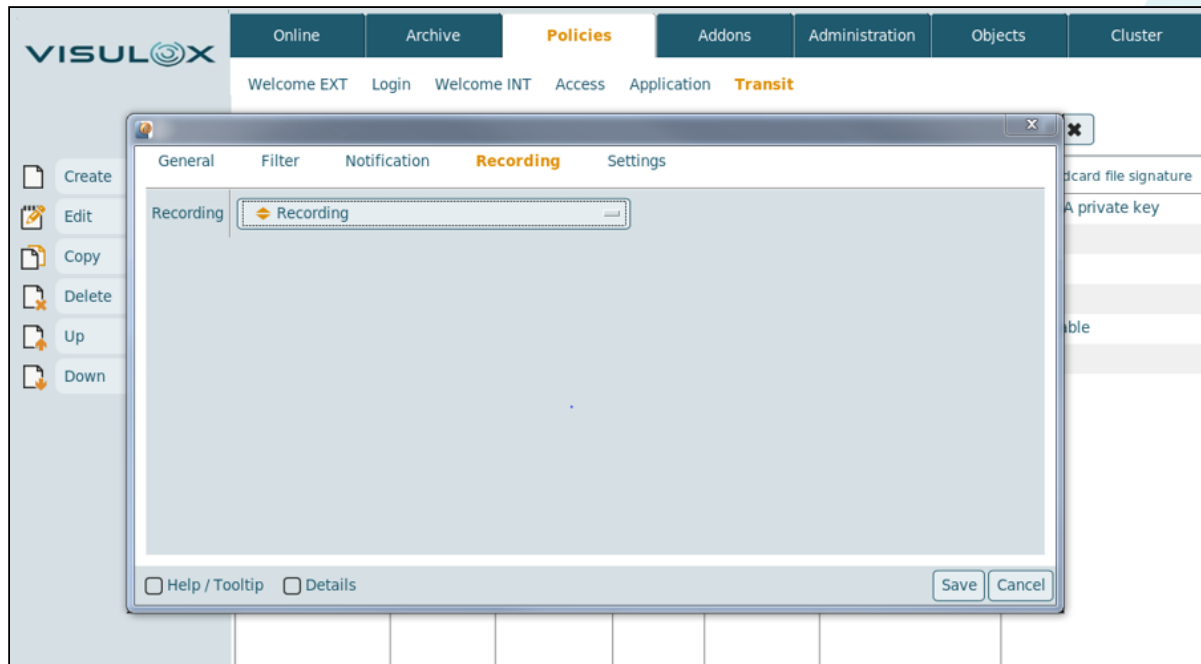 VISULOX
Online Archive Policies Addons Administration Objects Cluster
Welcome EXT Login Welcome INT Access Application Transit
General Filter Notification Recording Settings
Recording Recording
Create
Edit
Copy
Delete
Up
Down
file signature
A private key
Help / Tooltip Details Save Cancel